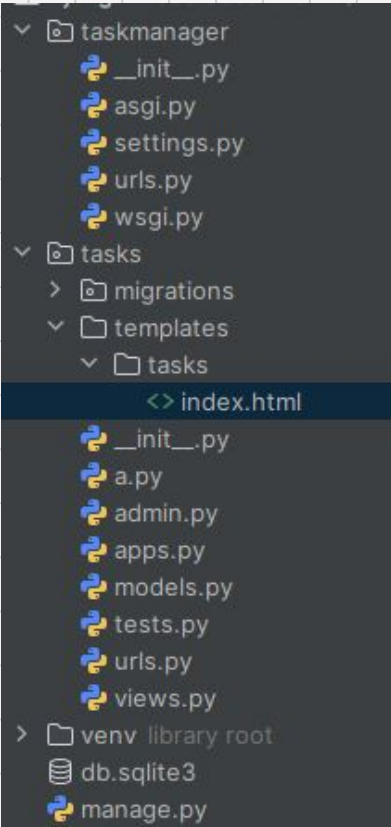 taskmanager
__init__.py
asgi.py
settings.py
urls.py
wsgi.py
tasks
migrations
templates
tasks
<> index.html
__init__.py
a.py
admin.py
apps.py
models.py
tests.py
urls.py
views.py
venv library root
db.sqlite3
manage.py